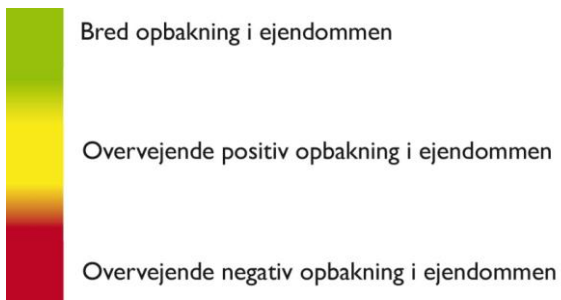 Bred opbakning i ejendommen
Overvejende positiv opbakning i ejendommen
Overvejende negativ opbakning i ejendommen